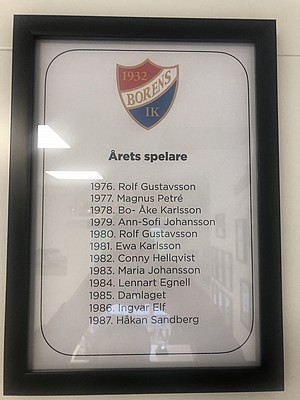 1932
BORENS
IK
Årets spelare
1976. Rolf Gustavsson
1977. Magnus Petré
1978. Bo- Åke Karlsson
1979. Ann-Sofi Johansson
1980. Rolf Gustavsson
1981. Ewa Karlsson
1982. Conny Hellqvist
1983. Maria Johansson
1984. Lennart Egnell
1985. Damlaget
1986. Ingvar Elf
1987. Håkan Sandberg